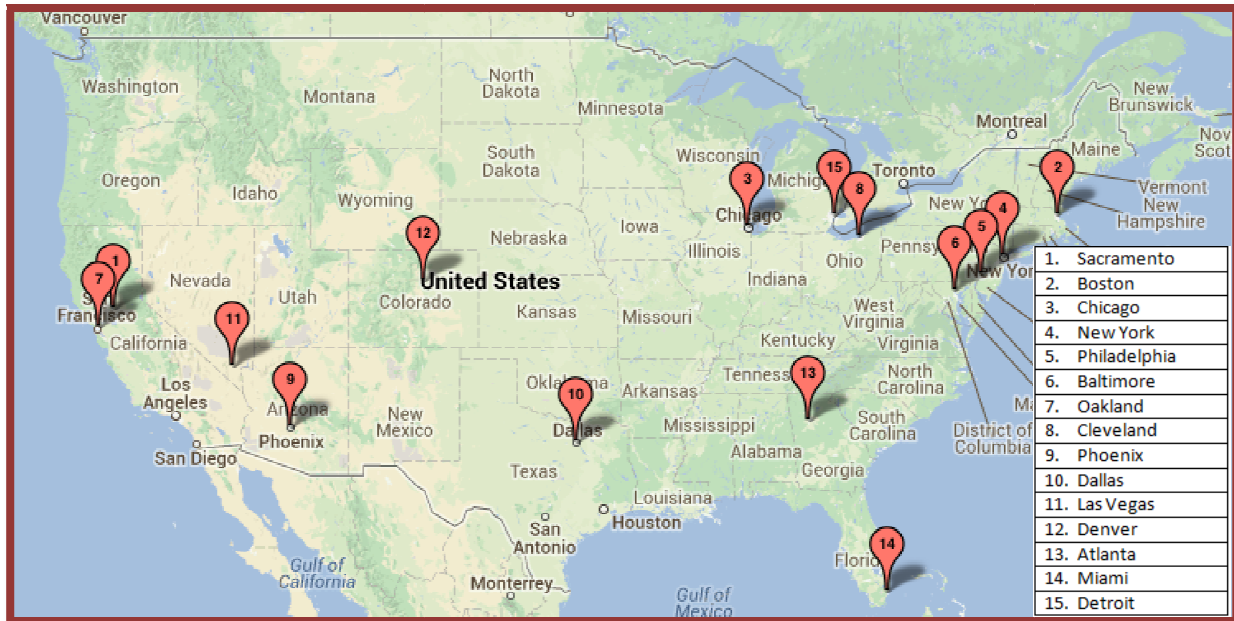 Vancouver
Washington
Montana
North
Dakota
Minnesota
Montreal
New
Brunswick
Nov
Scot
Maine
Oregon
Idaho
Wyoming
South
Dakota
Wisconsin
Michig
Toronto
Vermont
New
Hampshire
New Yo
15
2
3
8
4
Chicago
Iowa
Nebraska
Illinois
Indiana
Ohio
Pennsy
5
6
New Yor
12
1
7
Nevada
Utah
Colorado
United States
Kansas
Missouri
West
Virginia
Virginia
Kentucky
S
Francisco
California
11
Los
Angeles
9
Arizona
Phoenix
New
Mexico
Oklahoma
10
Dallas
Arkansas
Tenness
13
North
Carolina
South
Carolina
Mississippi
Alabama
Georgia
District of
Columbia
Ma
San Diego
Texas
Louisiana
Houston
San
Antonio
Gulf of
California
Monterrey
Gulf of
Mexico
Florid
14
1. Sacramento
2. Boston
3. Chicago
4. New York
5. Philadelphia
6. Baltimore
7. Oakland
8. Cleveland
9. Phoenix
10. Dallas
11. Las Vegas
12. Denver
13. Atlanta
14. Miami
15. Detroit